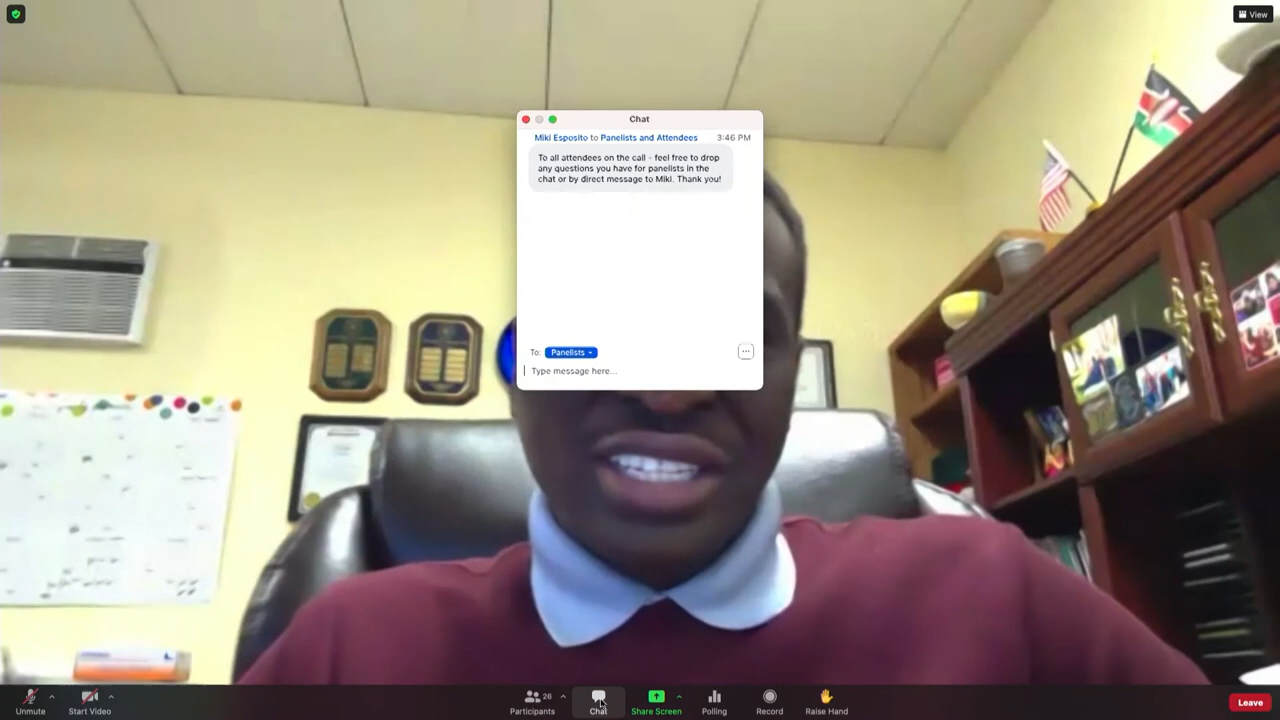 View
Chat
Miki Esposito to Panelists and Attendees 3:46 PM
To all attendees on the call - feel free to drop
any questions you have for panelists in the
chat or by direct message to Miki. Thank you!
To: Panelists
Type message here...
Unmute
Start Video
Participants
26
Chat
Share Screen
Polling
Record
Raise Hand
Leave